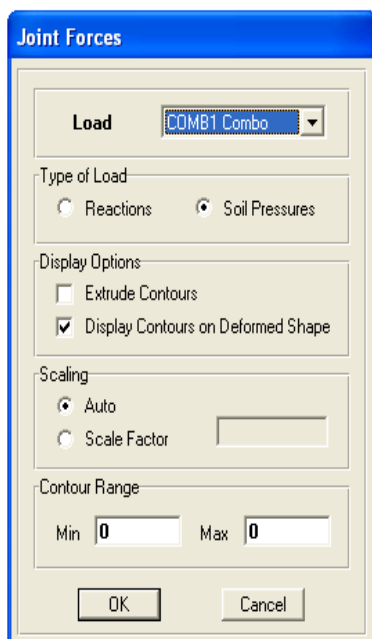 Joint Forces
Load COMB1 Combo
Type of Load
Reactions Soil Pressures
Display Options
Extrude Contours
Display Contours on Deformed Shape
Scaling
Auto
Scale Factor
Contour Range
Min 0 Max 0
OK Cancel